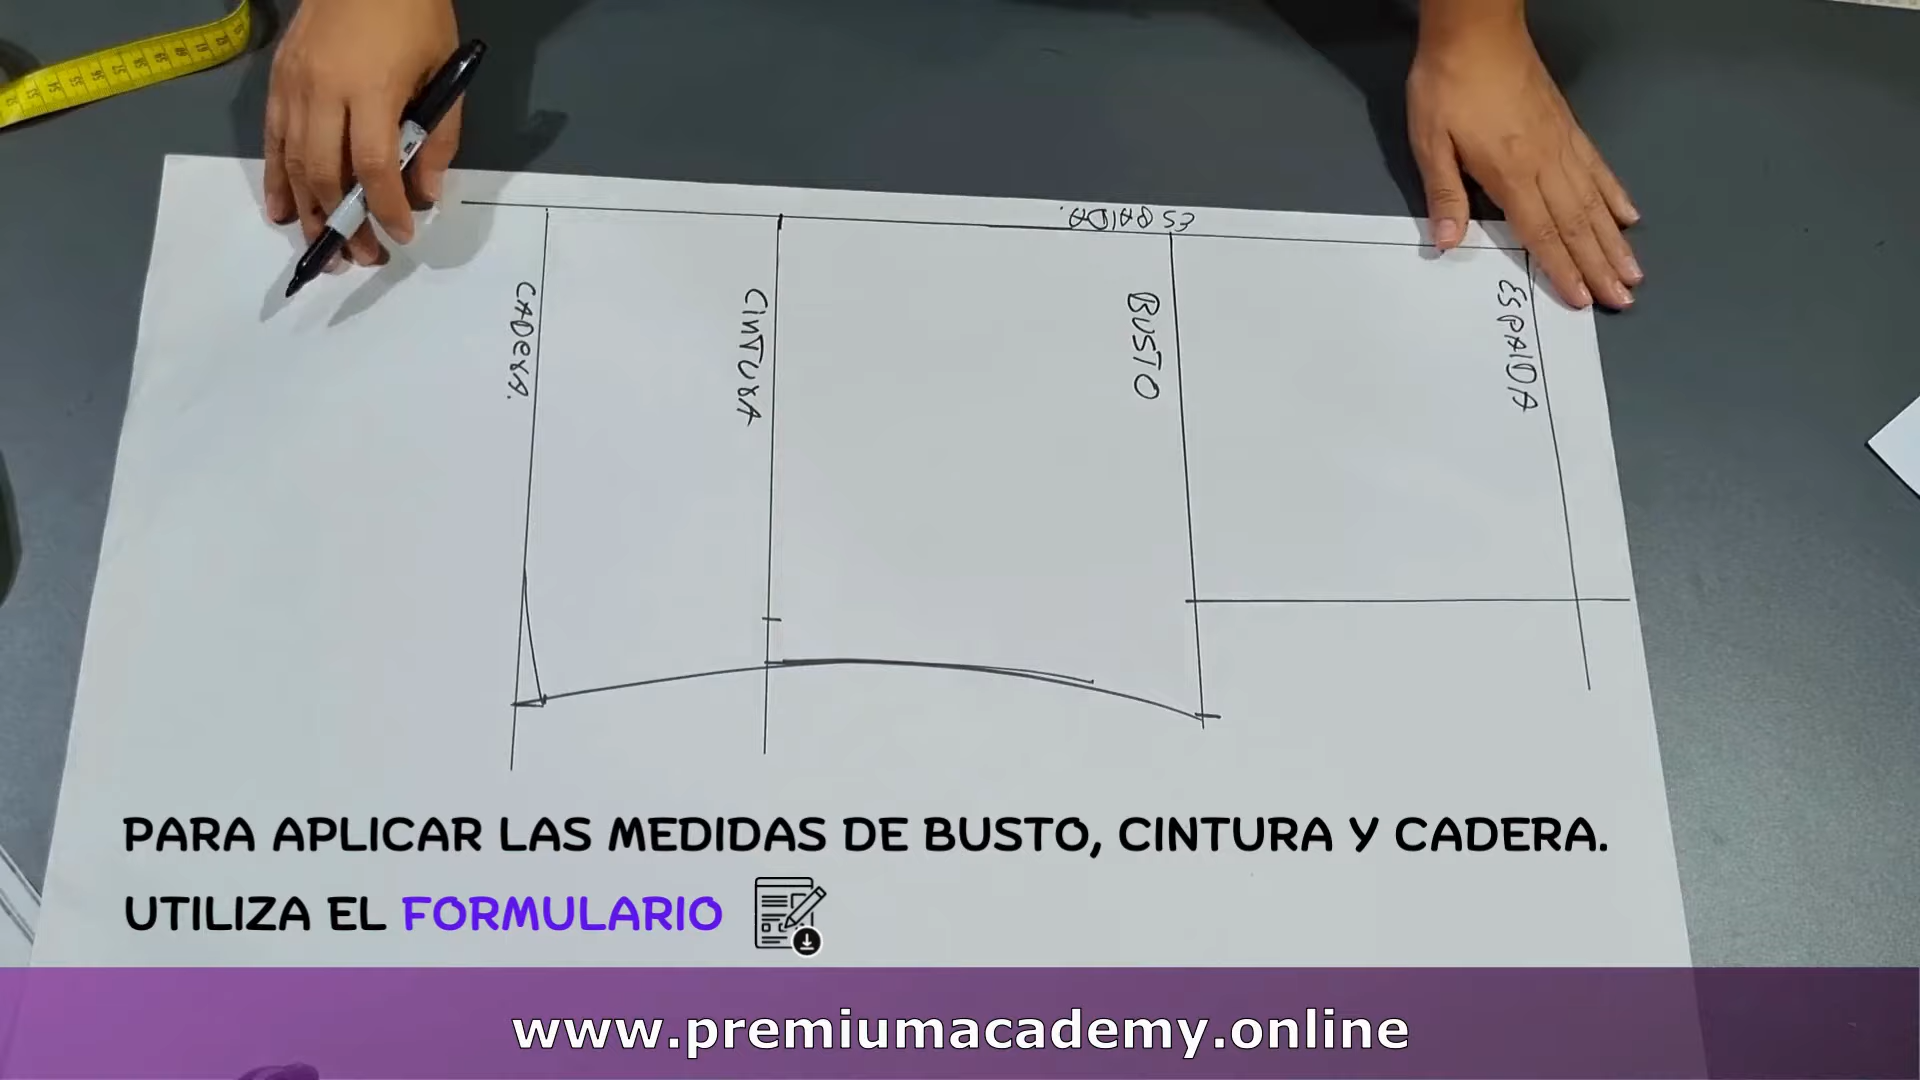 ESPALDA.
CADERA.
CINTURA
BUSTO
ESPALDA
PARA APLICAR LAS MEDIDAS DE BUSTO, CINTURA Y CADERA.
UTILIZA EL FORMULARIO
www.premiumacademy.online